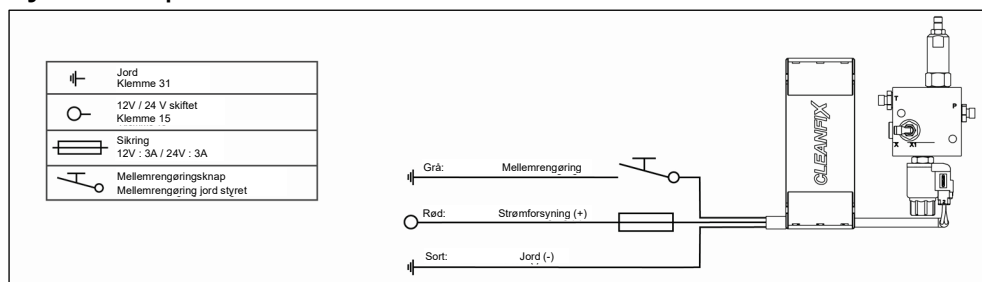 Jord
Klemme 31
12V / 24 V skiftet
Klemme 15
Sikring
12V : 3A / 24V : 3A
Mellemrengøringsknap
Mellemrengøring jord styret
Grå: Mellemrengøring
Rød: Strømforsyning (+)
Sort: Jord (-)
CLEANFIX
T
P
X X1